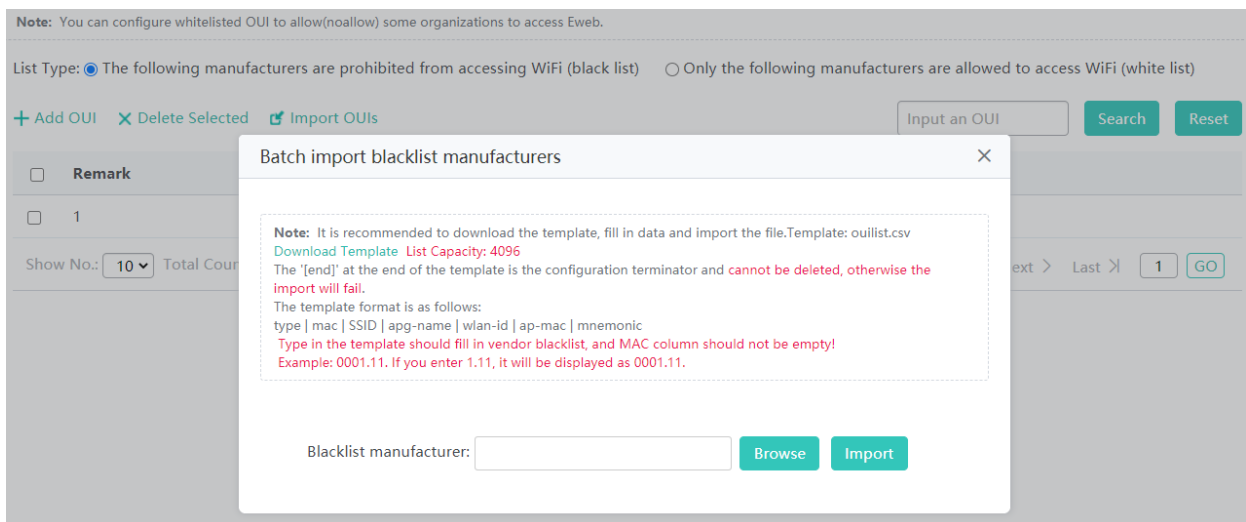 Note: You can configure whitelisted OUI to allow(noallow) some organizations to access Eweb.
List Type: The following manufacturers are prohibited from accessing WiFi (black list) Only the following manufacturers are allowed to access WiFi (white list)
Add OUI Delete Selected Import OUIs Input an OUI Search Reset
Batch import blacklist manufacturers
Remark
1
Note: It is recommended to download the template, fill in data and import the file.Template: ouilist.csv
Download Template List Capacity: 4096
The '[end]' at the end of the template is the configuration terminator and cannot be deleted, otherwise the
import will fail.
The template format is as follows:
type | mac | SSID | apg-name | wlan-id | ap-mac | mnemonic
Type in the template should fill in vendor blacklist, and MAC column should not be empty!
Example: 0001.11. If you enter 1.11, it will be displayed as 0001.11.
Show No.: 10 Total Cour ext Last 1 GO
Blacklist manufacturer: Browse Import